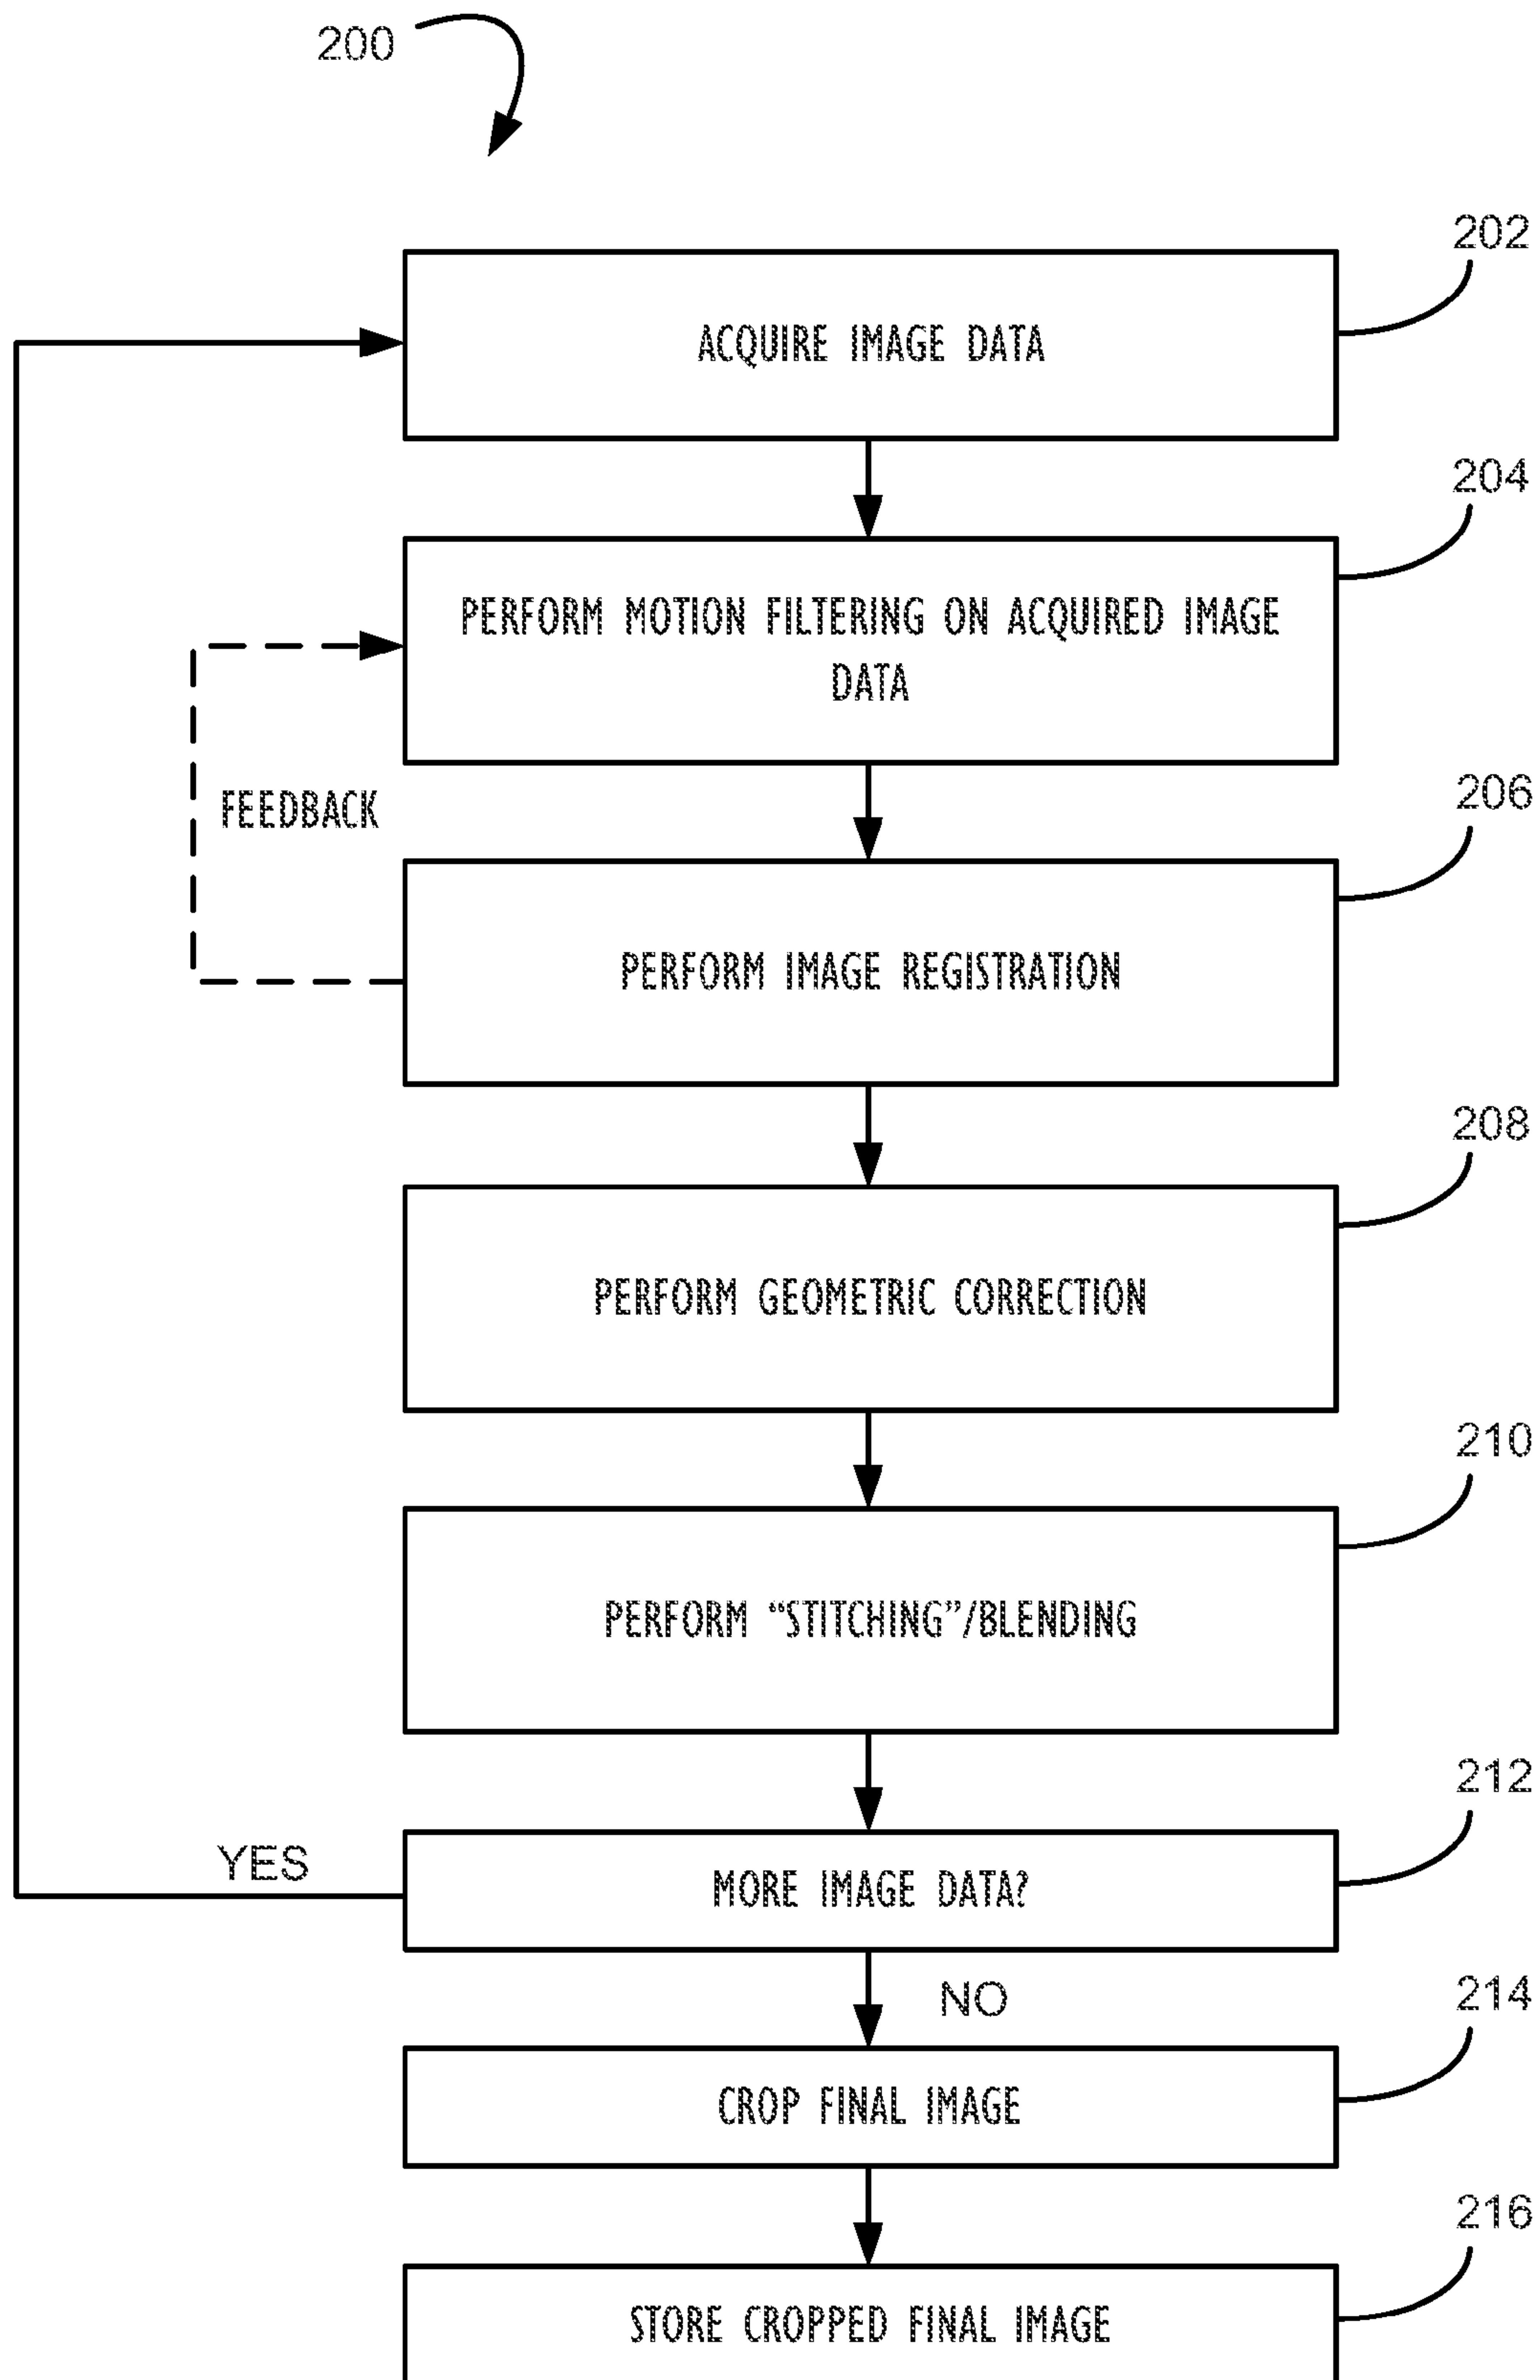 200
202
ACQUIRE IMAGE DATA
204
PERFORM MOTION FILTERING ON ACQUIRED IMAGE
DATA
FEEDBACK
206
PERFORM IMAGE REGISTRATION
208
PERFORM GEOMETRIC CORRECTION
210
PERFORM “STITCHING”/BLENDING
212
YES
MORE IMAGE DATA?
NO
214
CROP FINAL IMAGE
216
STORE CROPPED FINAL IMAGE